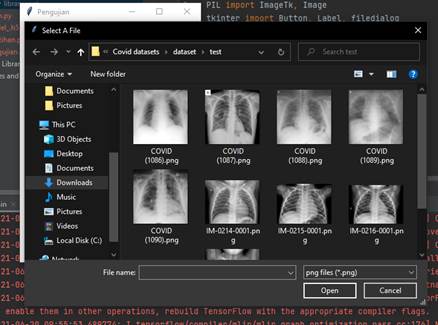 Pengujian
PIL import ImageTk, Image
tkinter import Button, Label, filedialog
Select A File
Covid datasets > dataset > test
Search test
Organize
New folder
Documents
Pictures
This PC
3D Objects
Desktop
Documents
Downloads
Music
Pictures
Videos
Local Disk (C:)
COVID
(1086).png
COVID
(1087).png
COVID
(1088).png
COVID
(1089).png
COVID
(1090).png
IM-0214-0001.pn
g
IM-0215-0001.pn
g
IM-0216-0001.pn
g
File name:
png files (*.png)
Open
Cancel
enable them in other operations, rebuild TensorFlow with the appropriate compiler flags.